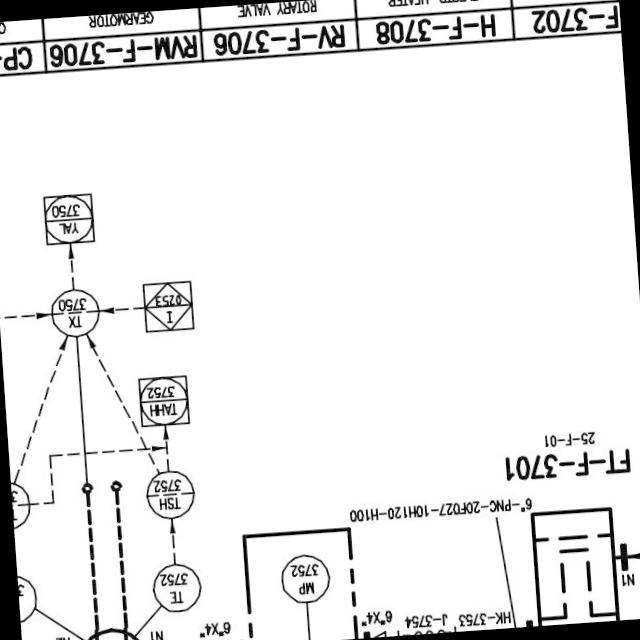 HK-3753 J-3754
6"X4"
6"X4"
N1
N1
MP
3752
TE
3752
6"-PNC-20F027-10H120-H100
TSH
3752
FT-F-3701
25-F-01
TAHH
3752
I
0253
TX
3750
YAL
3750
F-3702 H-F-3708 RV-F-3706 RVM-F-3706
ROTARY VALVE GEARMOTOR